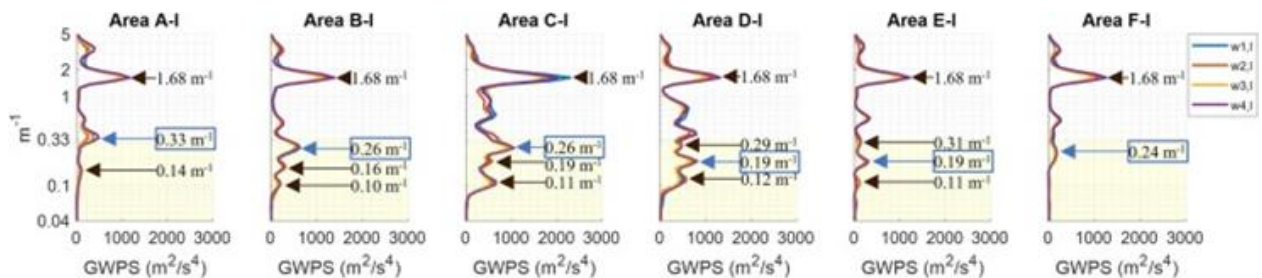 Area A-I Area B-I Area C-I Area D-I Area E-I Area F-I
5
2
1
0.33
0.1
0.04
m⁻¹
1.68 m⁻¹
0.33 m⁻¹
0.14 m⁻¹
1.68 m⁻¹
0.26 m⁻¹
0.16 m⁻¹
0.10 m⁻¹
1.68 m⁻¹
0.26 m⁻¹
0.19 m⁻¹
0.11 m⁻¹
1.68 m⁻¹
0.29 m⁻¹
0.19 m⁻¹
0.12 m⁻¹
1.68 m⁻¹
0.31 m⁻¹
0.19 m⁻¹
0.11 m⁻¹
1.68 m⁻¹
0.24 m⁻¹
w1,I
w2,I
w3,I
w4,I
0 1000 2000 3000 0 1000 2000 3000 0 1000 2000 3000 0 1000 2000 3000 0 1000 2000 3000 0 1000 2000 3000
GWPS (m²/s⁴) GWPS (m²/s⁴) GWPS (m²/s⁴) GWPS (m²/s⁴) GWPS (m²/s⁴) GWPS (m²/s⁴)